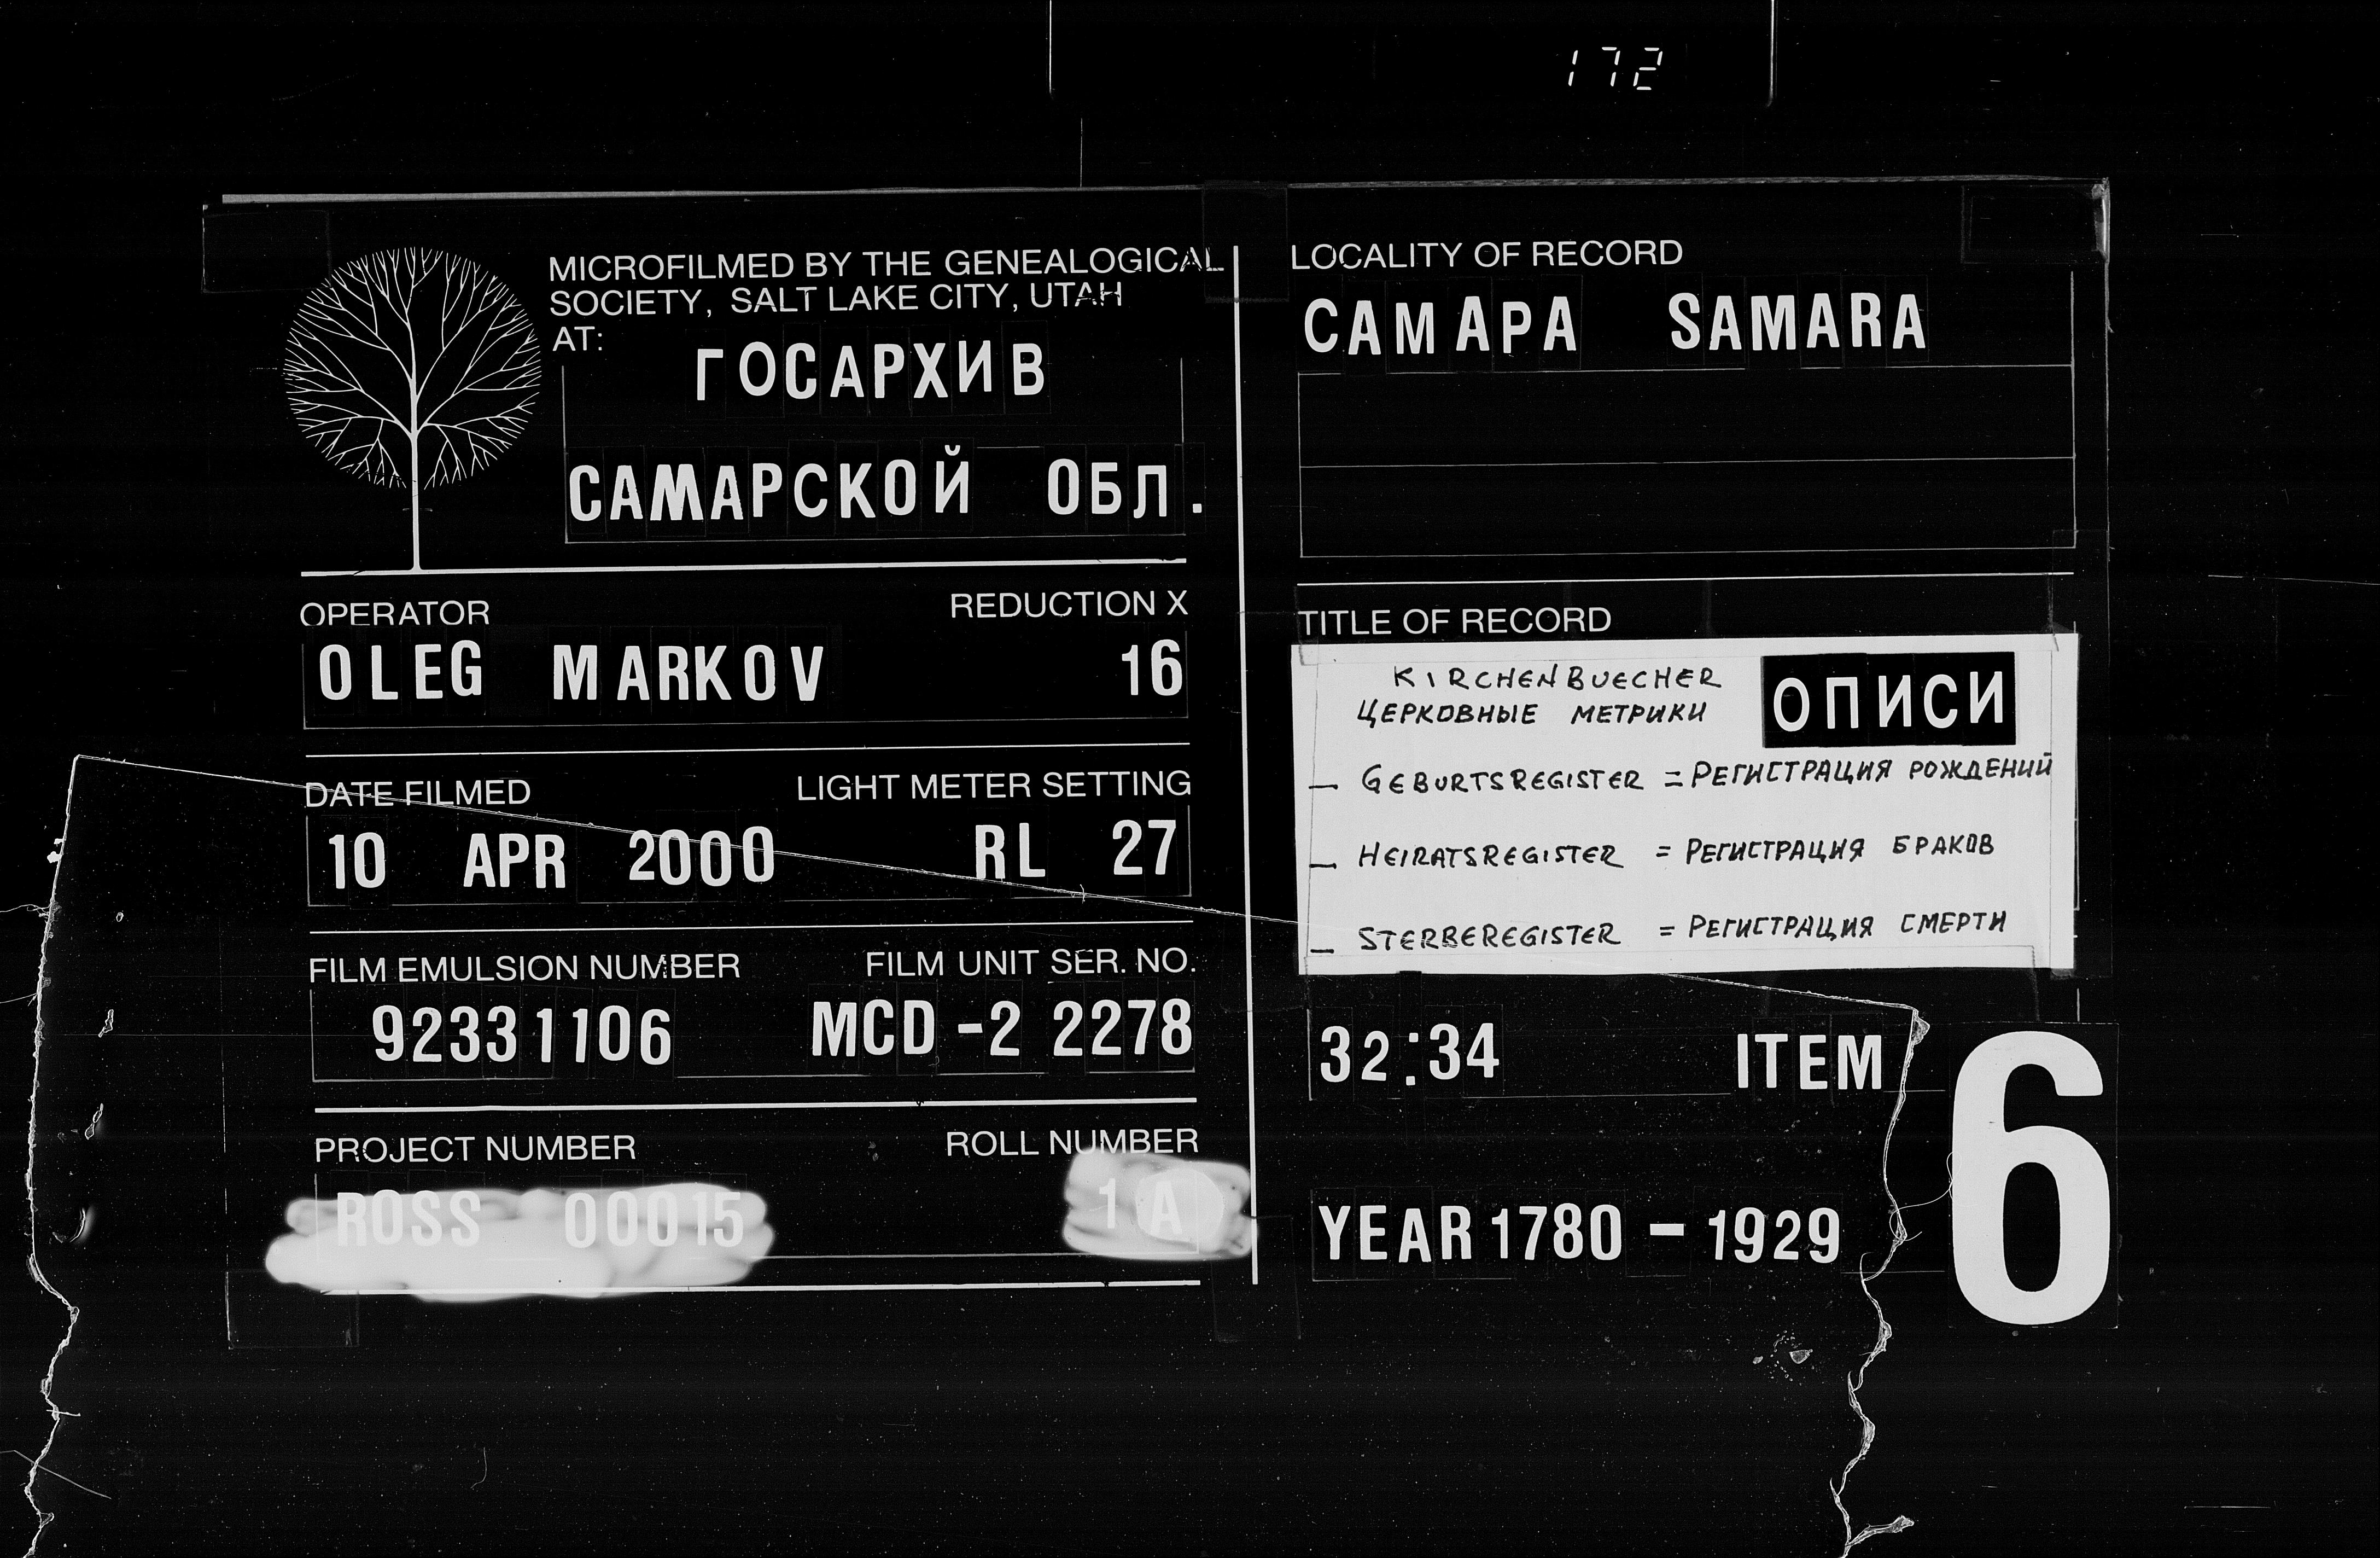 172
MICROFILMED BY THE GENEALOGICAL
SOCIETY, SALT LAKE CITY, UTAH
AT:
ГОСАРХИВ
САМАРСКОЙ ОБЛ.
OPERATOR REDUCTION X
OLEG MARKOV 16
DATE FILMED LIGHT METER SETTING
10 APR 2000 RL 27
FILM EMULSION NUMBER FILM UNIT SER. NO.
92331106 MCD-2 2278
PROJECT NUMBER ROLL NUMBER
ROSS 00015 1 A
LOCALITY OF RECORD
САМАРА SAMARA
TITLE OF RECORD
KIRCHENBUECHER
ЦЕРКОВНЫЕ МЕТРИКИ
ОПИСИ
– GEBURTSREGISTER = РЕГИСТРАЦИЯ РОЖДЕНИЙ
– HEIRATSREGISTER = РЕГИСТРАЦИЯ БРАКОВ
– STERBEREGISTER = РЕГИСТРАЦИЯ СМЕРТИ
32:34 ITEM 6
YEAR 1780 - 1929